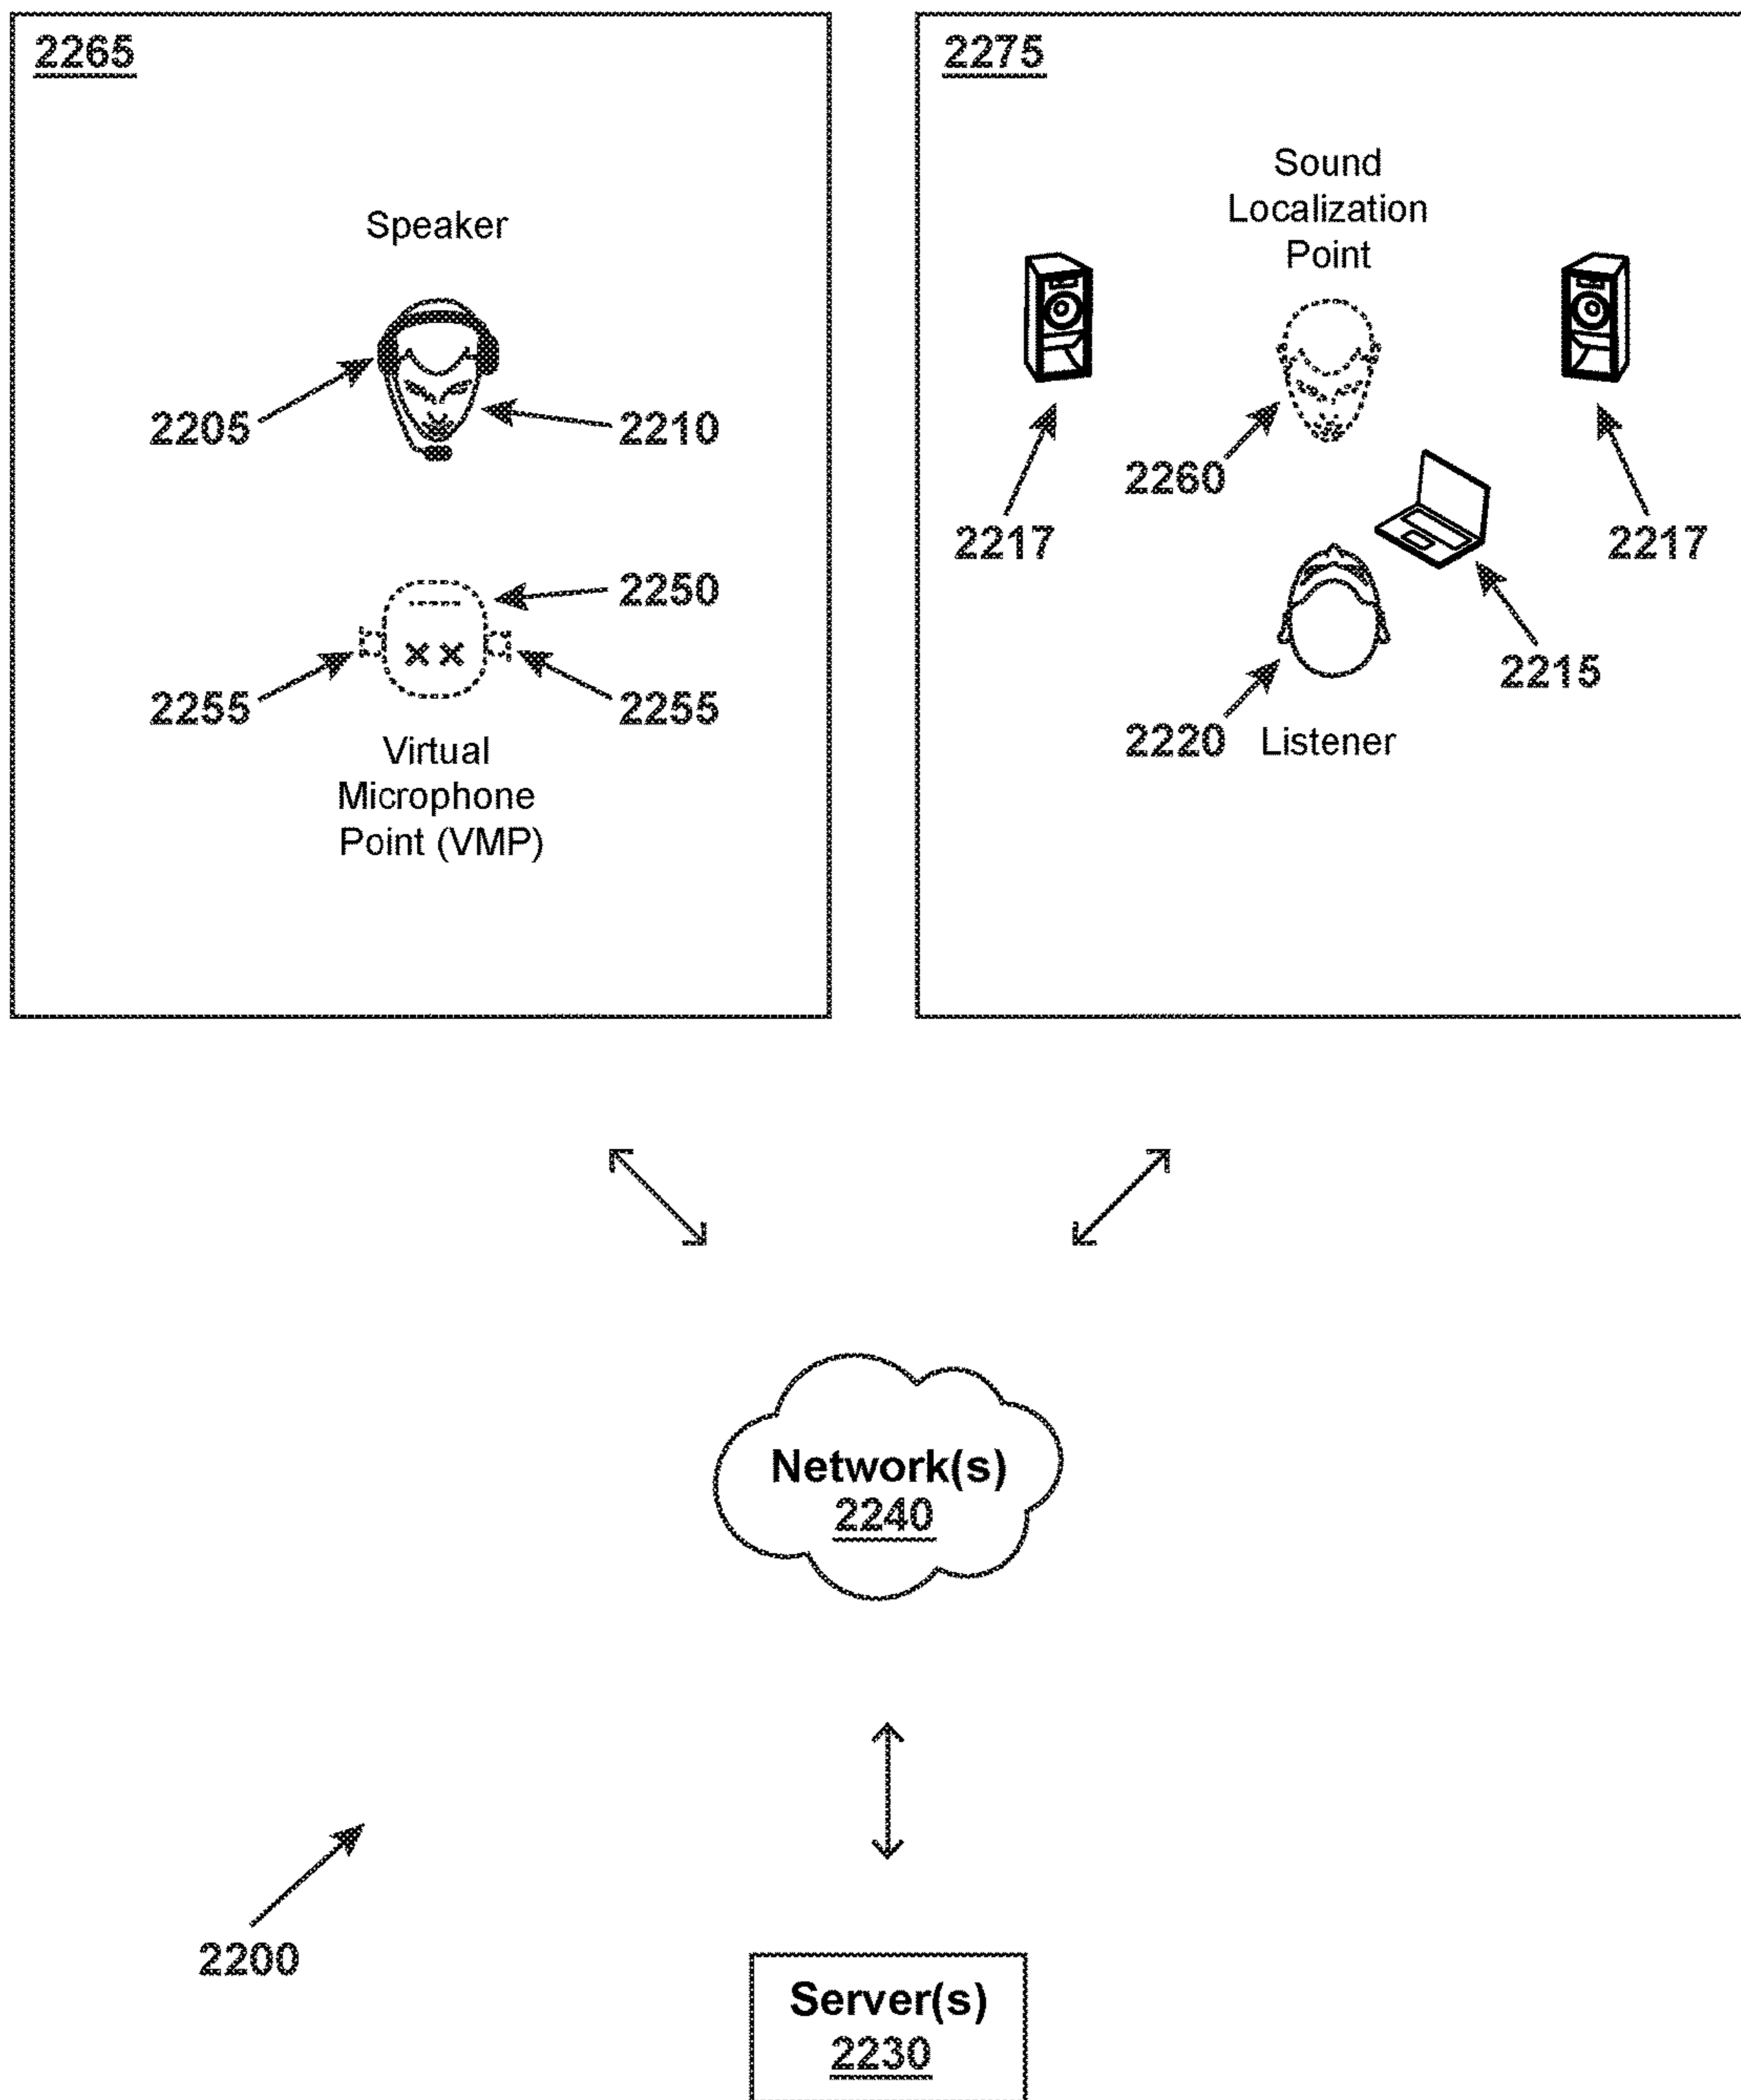 2265
Speaker
2205
2210
2250
2255
2255
Virtual
Microphone
Point (VMP)
2275
Sound
Localization
Point
2260
2217
2217
2215
2220 Listener
Network(s)
2240
2200
Server(s)
2230